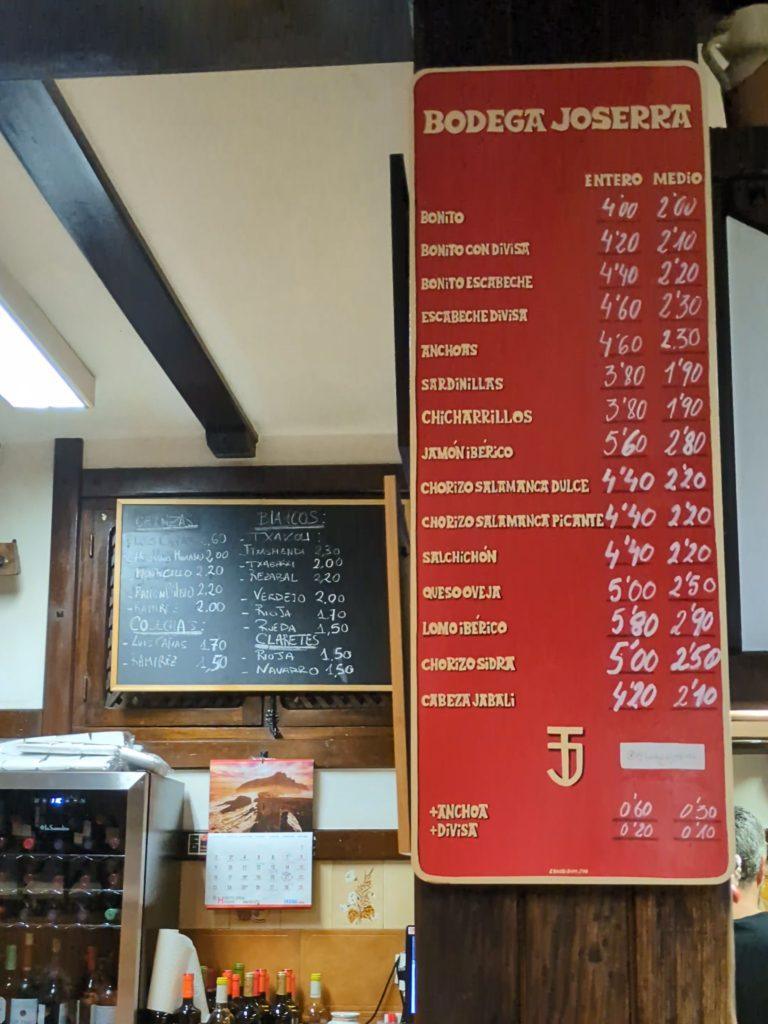 BODEGA JOSERRA
ENTERO MEDIO
BONITO 4'00 2'00
BONITO CON DIVISA 4'20 2'10
BONITO ESCABECHE 4'40 2'20
ESCABECHE DIVISA 4'60 2'30
ANCHOAS 4'60 2.30
SARDINILLAS 3'80 1'90
CHICHARRILLOS 3'80 1'90
JAMÓN IBÉRICO 5'60 2'80
CHORIZO SALAMANCA DULCE 4'40 2'20
CHORIZO SALAMANCA PICANTE 4'40 2'20
SALCHICHÓN 4'40 2'20
QUESO OVEJA 5'00 2'50
LOMO IBÉRICO 5'80 2'90
CHORIZO SIDRA 5'00 2'50
CABEZA JABALI 4'20 2'10
+ANCHOA 0'60 0'30
+DIVISA 0'20 0'10
2,00
- MONTECILLO 2,20
2,20
- RAMIREZ 2,00
COSECHAS:
- LUIS CAÑAS 1,70
- RAMIREZ 1,50
BLANCOS:
- TXAKOLI:
2,30
2,00
REZABAL 2,20
- VERDEJO 2,00
- RIOJA 1,70
- RUEDA 1,50
CLARETES
- RIOJA 1,50
- NAVARRO 1,50